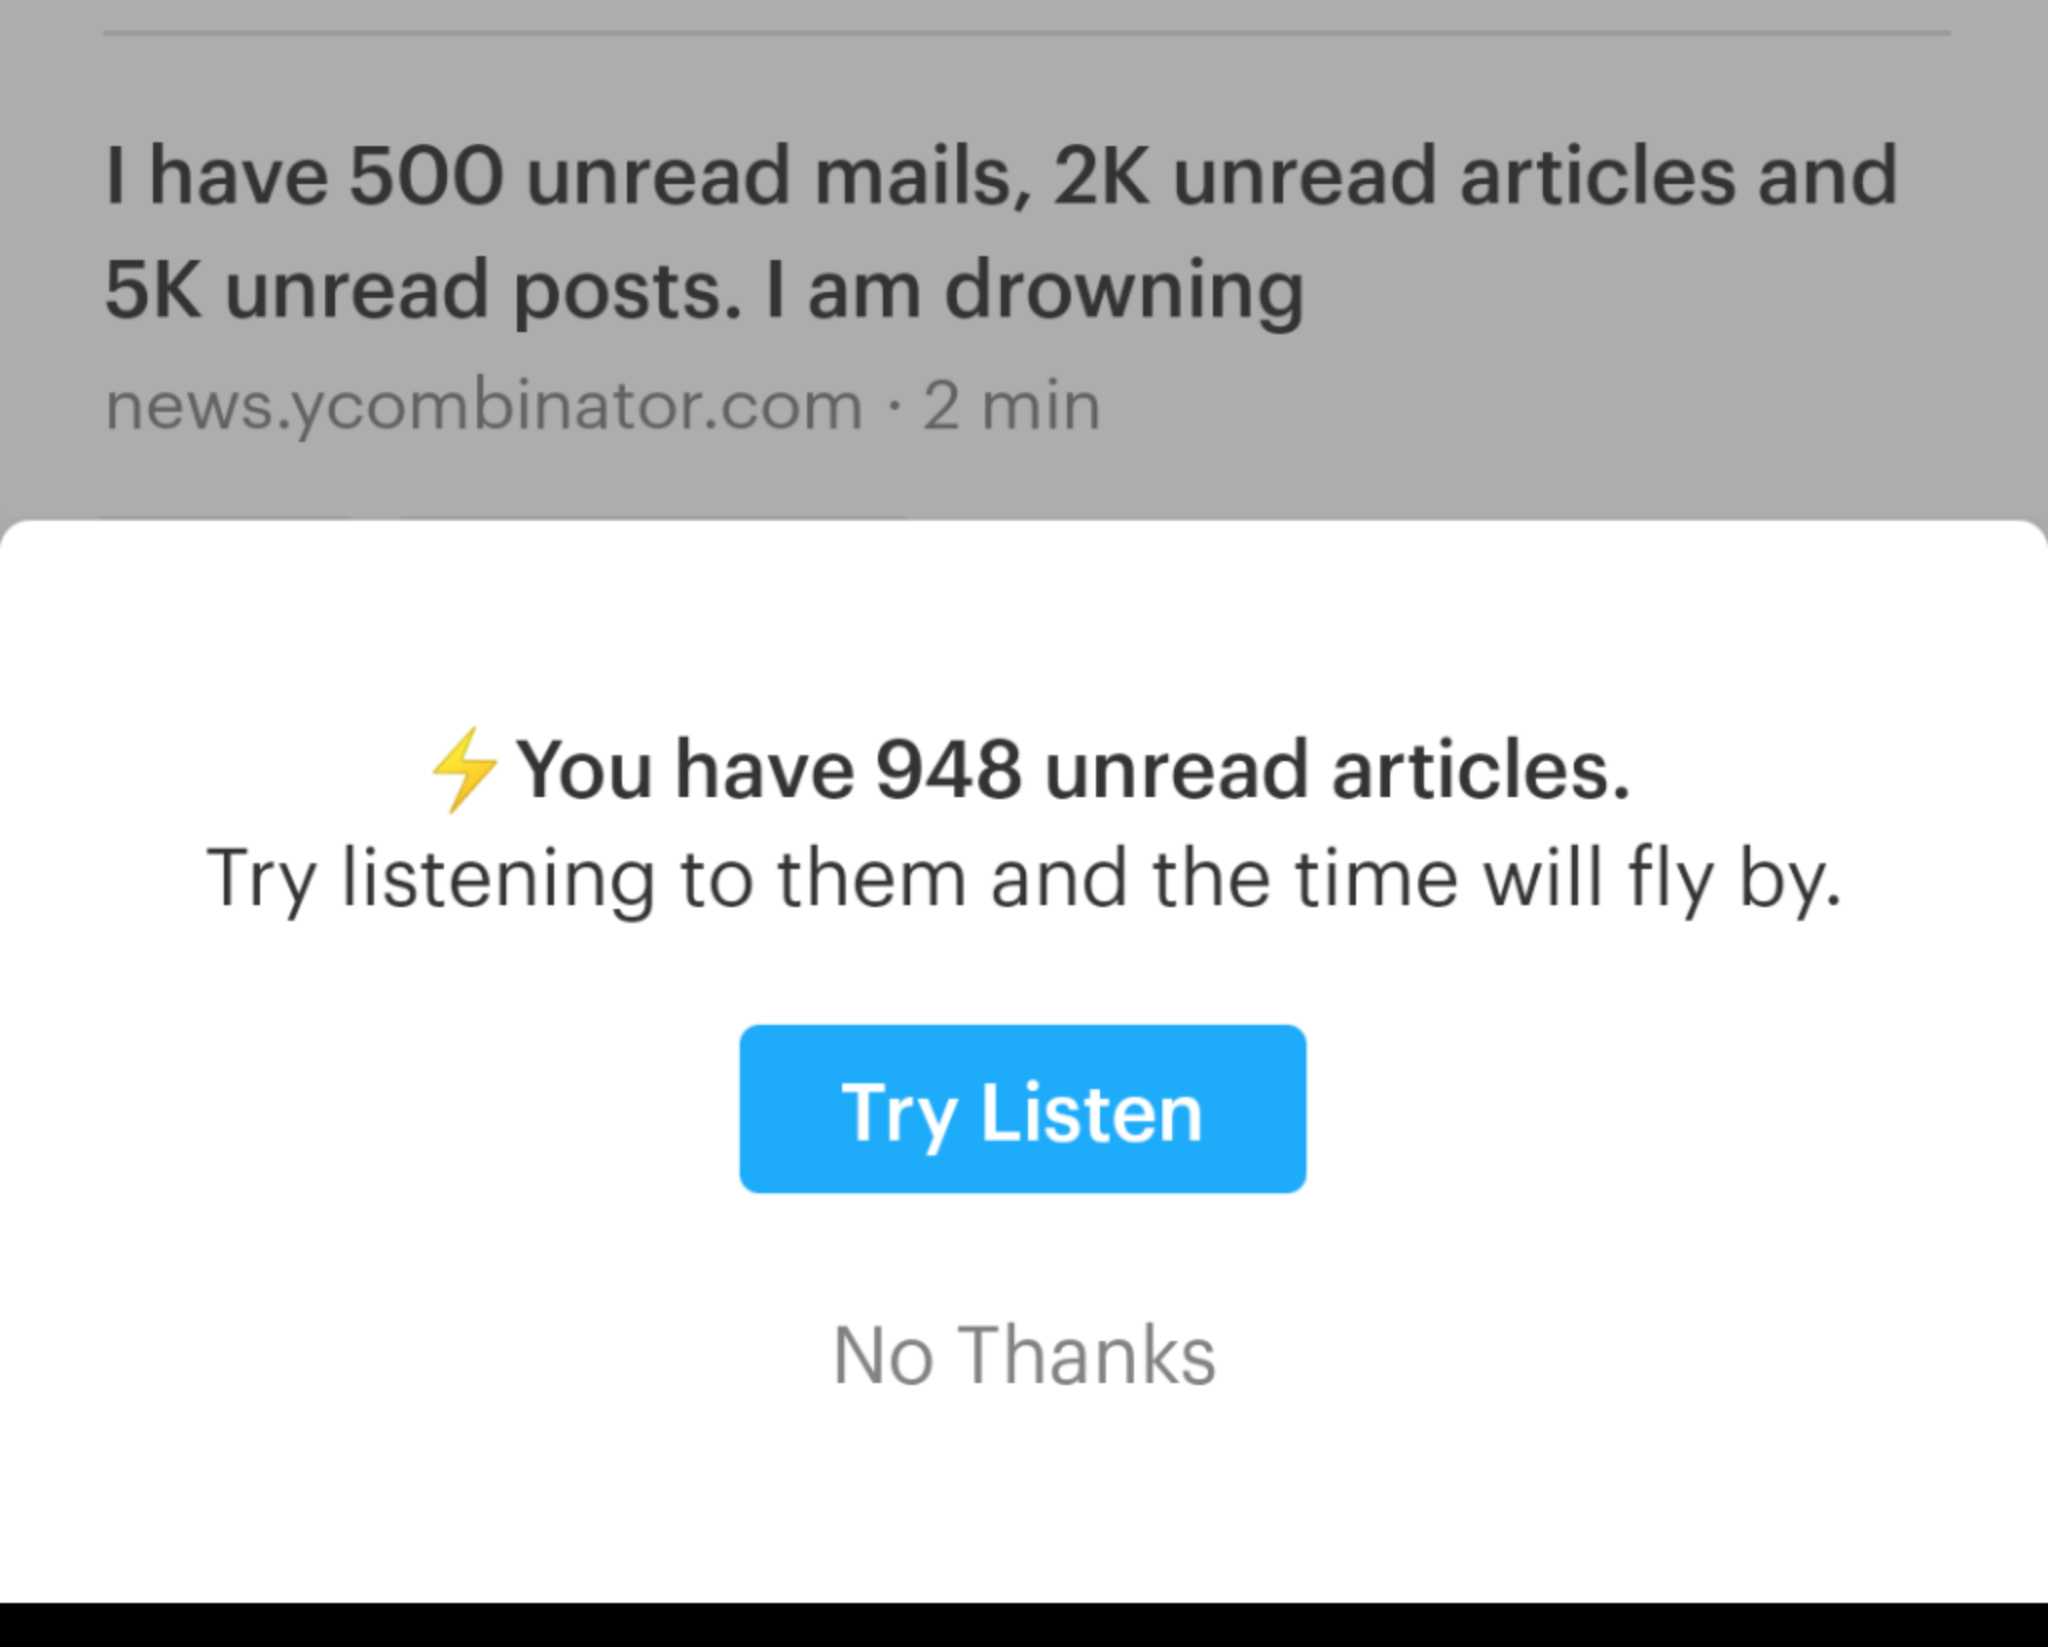 I have 500 unread mails, 2K unread articles and
5K unread posts. I am drowning
news.ycombinator.com · 2 min
⚡You have 948 unread articles.
Try listening to them and the time will fly by.
Try Listen
No Thanks